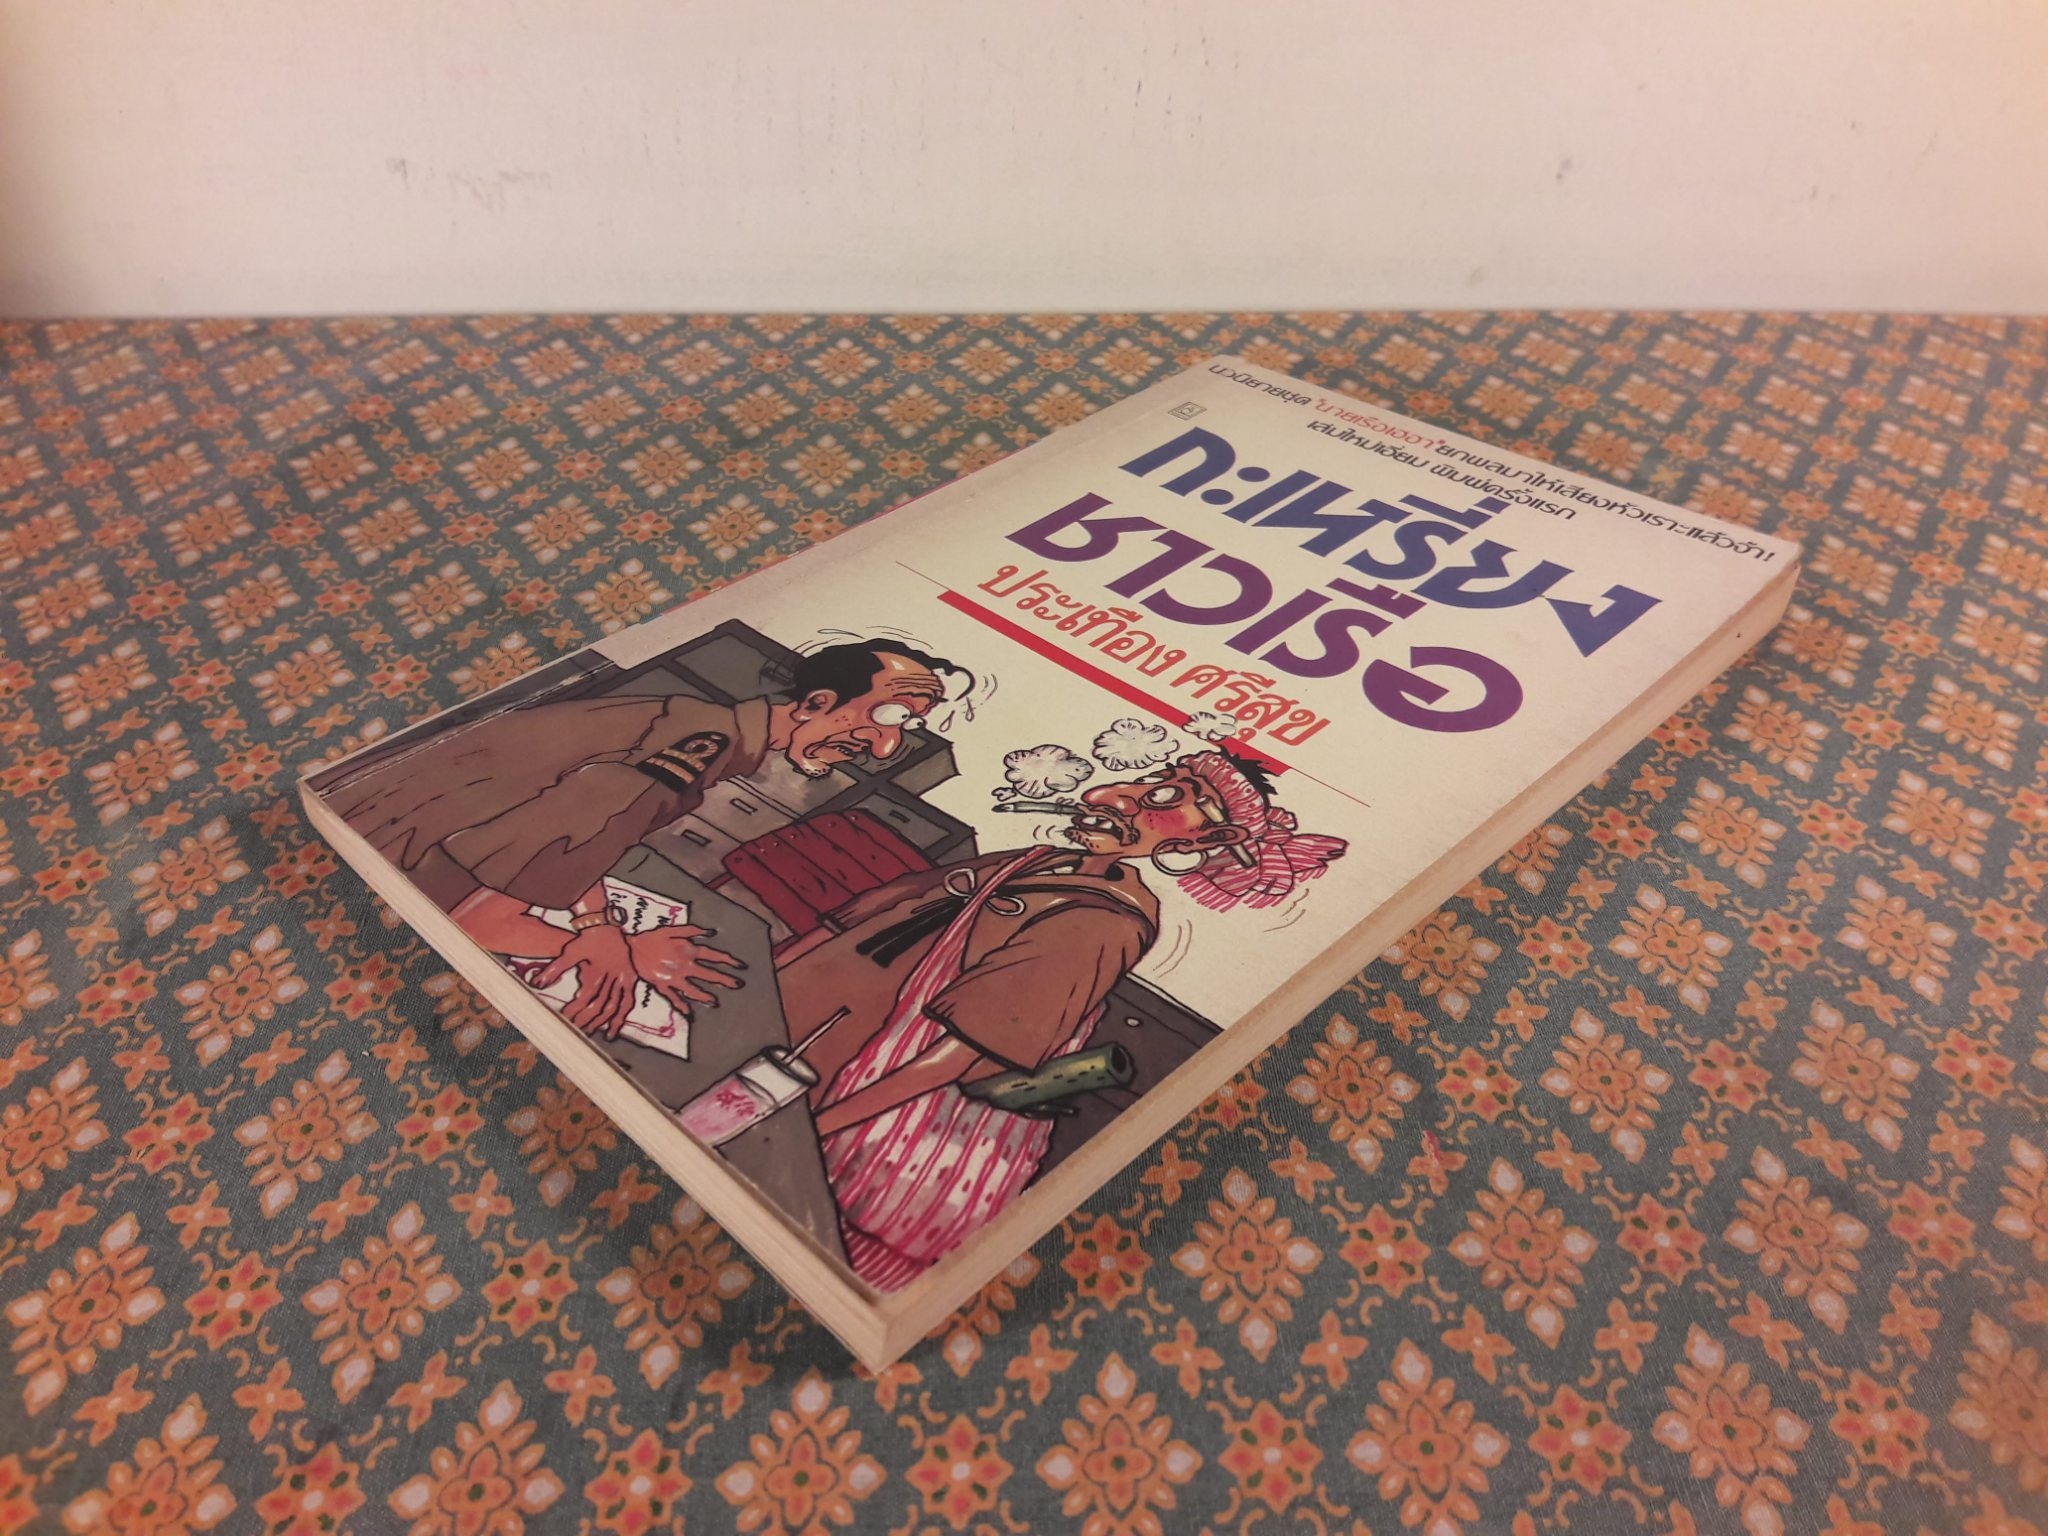 นวนิยายชุด "นายเรือเฮฮา" ยกพลมาให้เสียงหัวเราะแล้วจ้า!
เล่มใหม่เอี่ยม พิมพ์ครั้งแรก
กะเหรี่ยง
ชาวเรือ
ประเทือง ศรีสุข